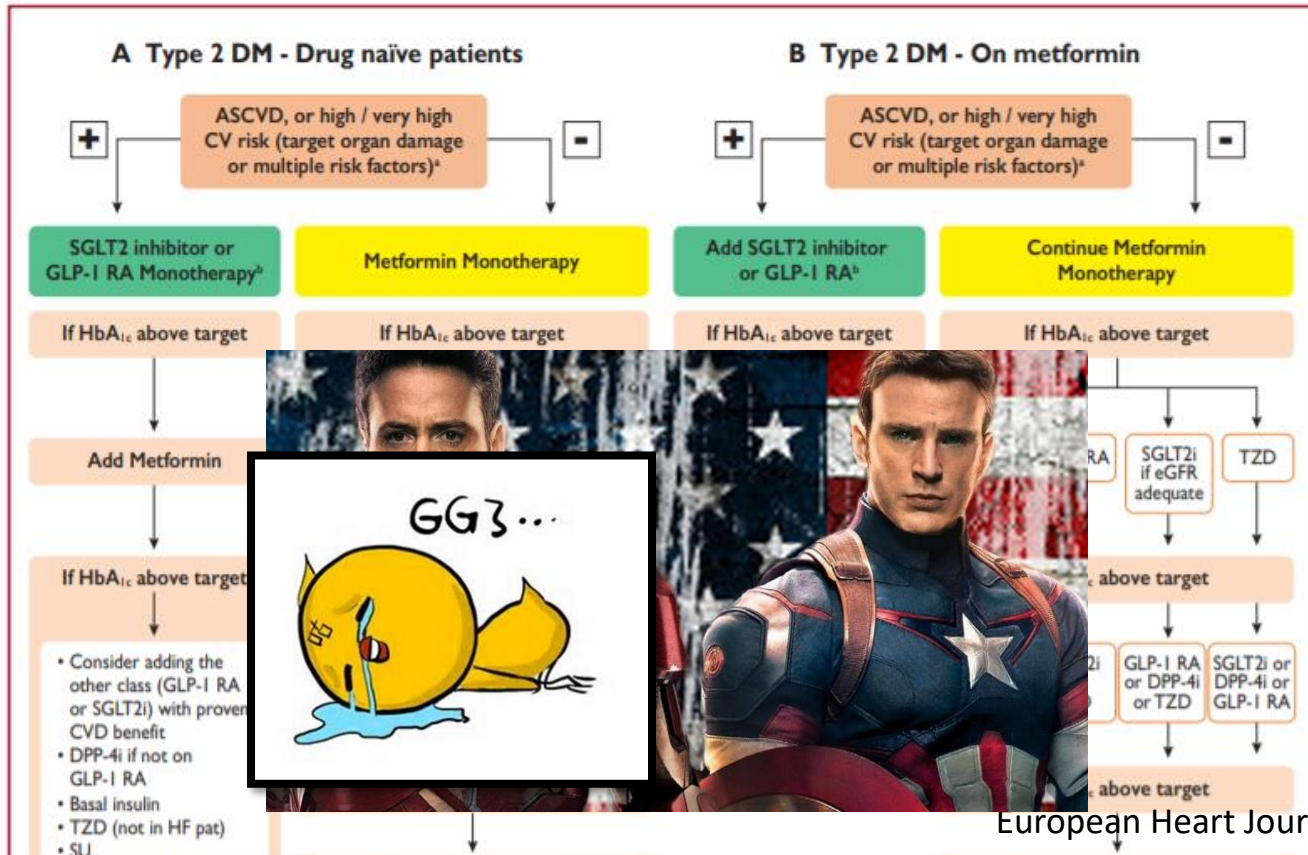 A Type 2 DM - Drug naïve patients
ASCVD, or high / very high
CV risk (target organ damage
or multiple risk factors)ᵃ
+
-
SGLT2 inhibitor or
GLP-1 RA Monotherapyᵇ
Metformin Monotherapy
If HbA₁c above target
If HbA₁c above target
Add Metformin
If HbA₁c above target
• Consider adding the
other class (GLP-1 RA
or SGLT2i) with proven
CVD benefit
• DPP-4i if not on
GLP-1 RA
• Basal insulin
• TZD (not in HF pat)
• SU
GG3...
B Type 2 DM - On metformin
ASCVD, or high / very high
CV risk (target organ damage
or multiple risk factors)ᵃ
+
-
Add SGLT2 inhibitor
or GLP-1 RAᵇ
Continue Metformin
Monotherapy
If HbA₁c above target
If HbA₁c above target
RA
SGLT2i
if eGFR
adequate
TZD
above target
GLP-1 RA
or DPP-4i
or TZD
SGLT2i or
DPP-4i or
GLP-1 RA
above target
European Heart Jour